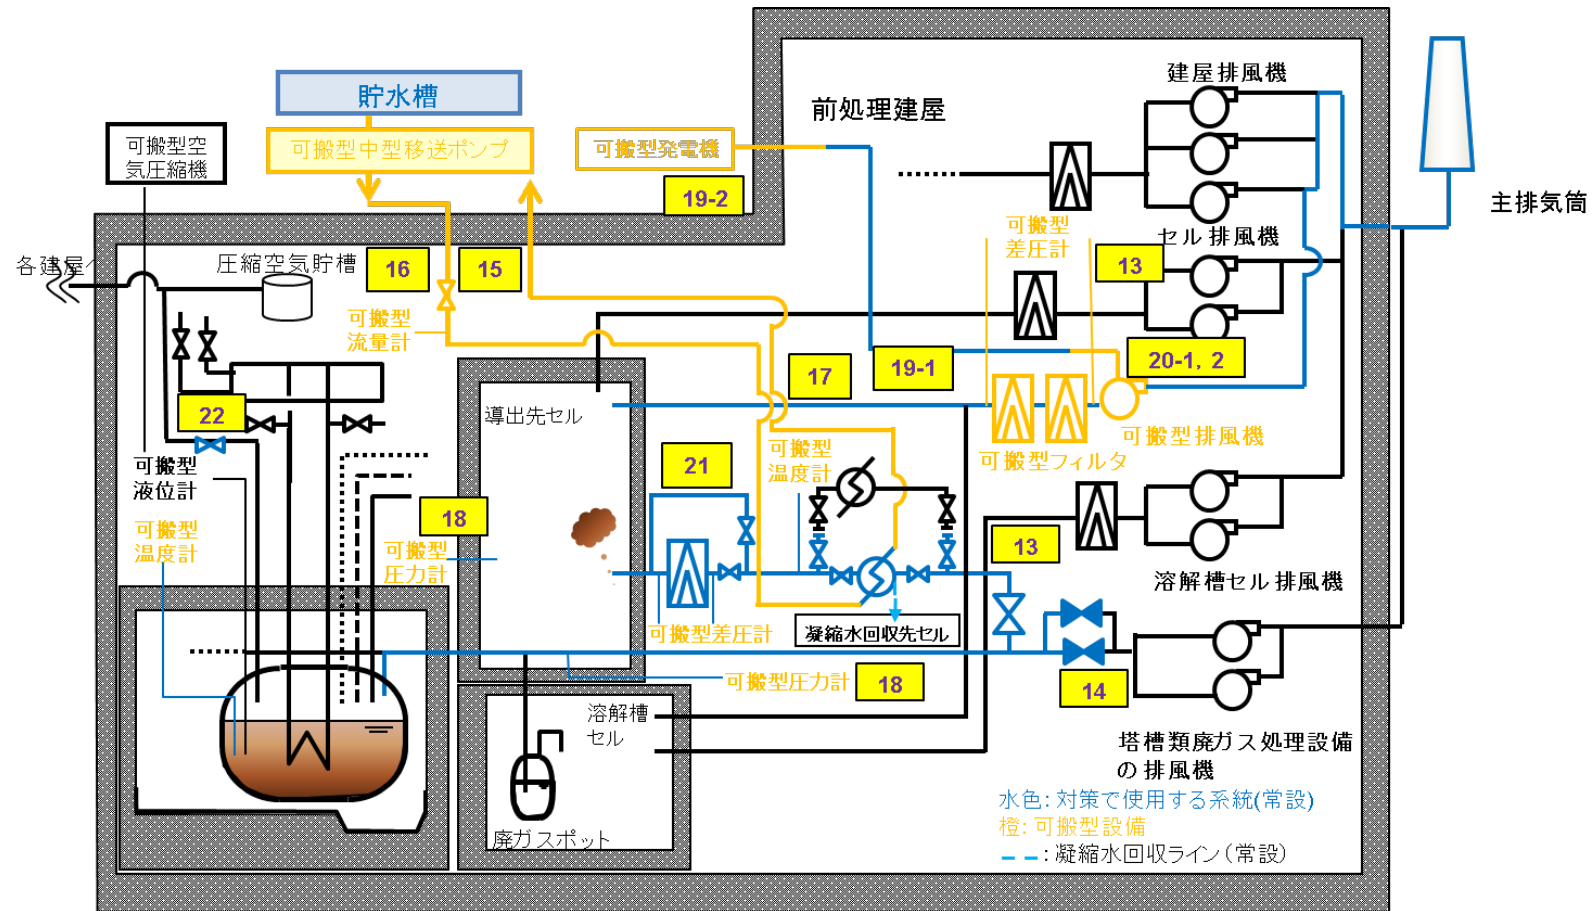 貯水槽
可搬型中型移送ポンプ
可搬型発電機
可搬型空
気圧縮機
前処理建屋
建屋排風機
主排気筒
19-2
各建屋へ
圧縮空気貯槽
16
15
可搬型
差圧計
セル排風機
13
可搬型
流量計
17
19-1
20-1, 2
22
導出先セル
可搬型排風機
可搬型フィルタ
可搬型
液位計
21
可搬型
温度計
可搬型
温度計
18
可搬型
圧力計
13
溶解槽セル排風機
可搬型差圧計
凝縮水回収先セル
可搬型圧力計
18
14
溶解槽
セル
塔槽類廃ガス処理設備
の排風機
廃ガスポット
水色：対策で使用する系統(常設)
橙：可搬型設備
：凝縮水回収ライン（常設）